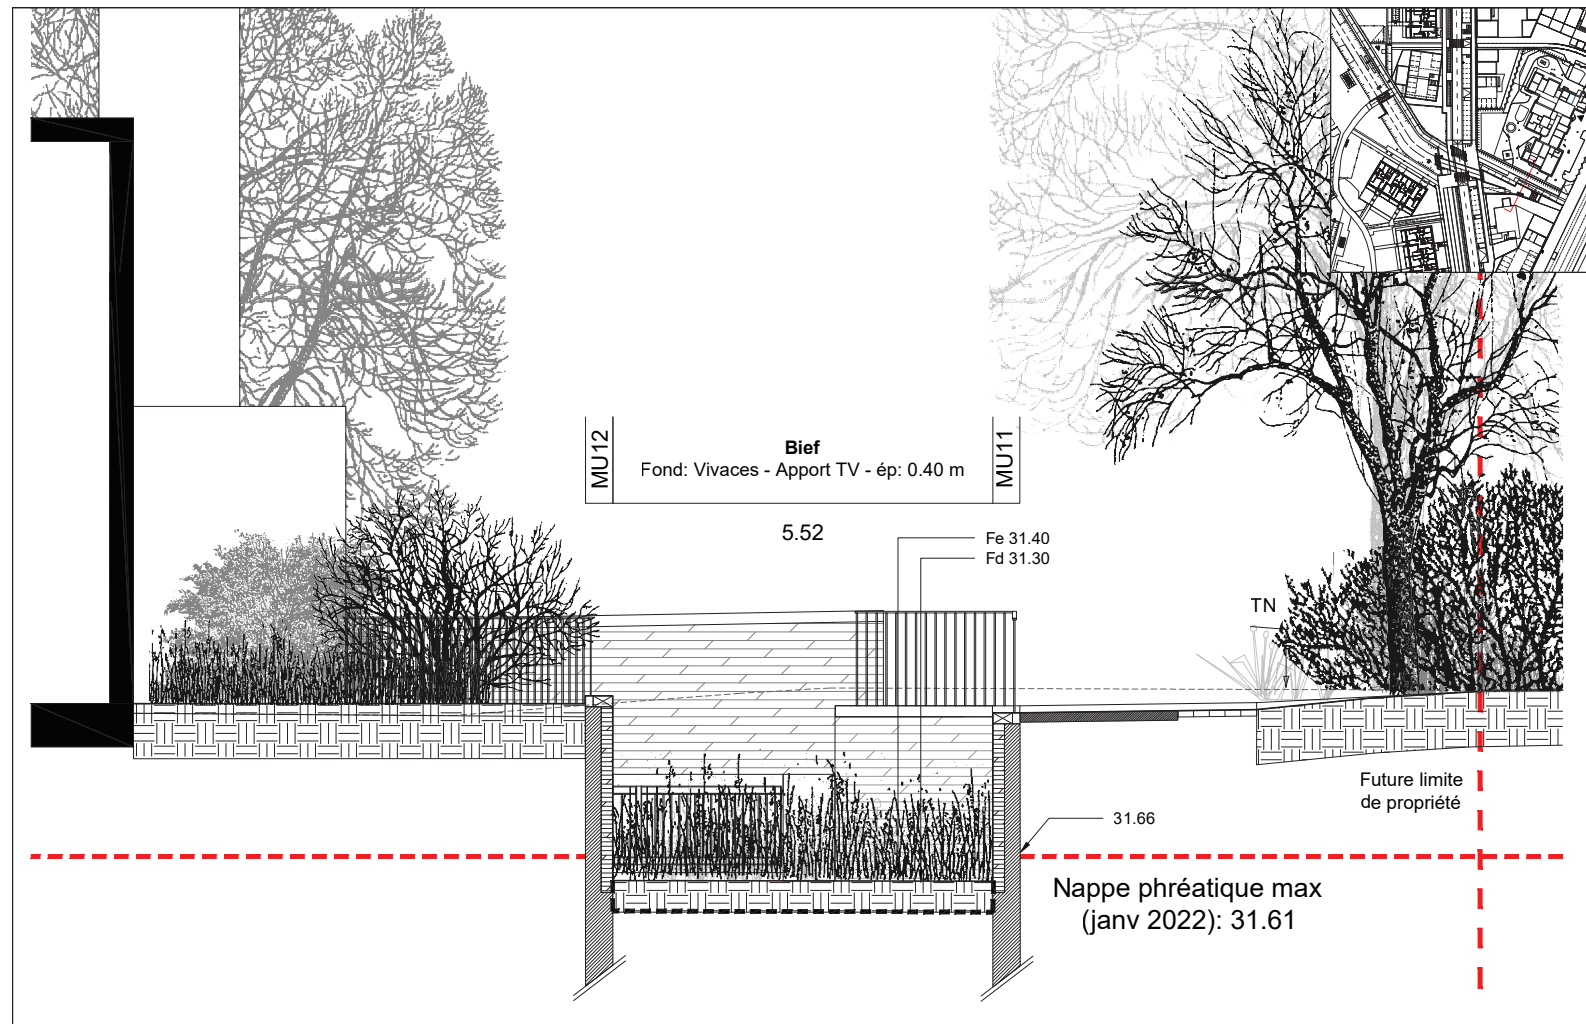 MU12
Bief
Fond: Vivaces - Apport TV - ép: 0.40 m
MU11
5.52
Fe 31.40
Fd 31.30
TN
Future limite
de propriété
31.66
Nappe phréatique max
(janv 2022): 31.61